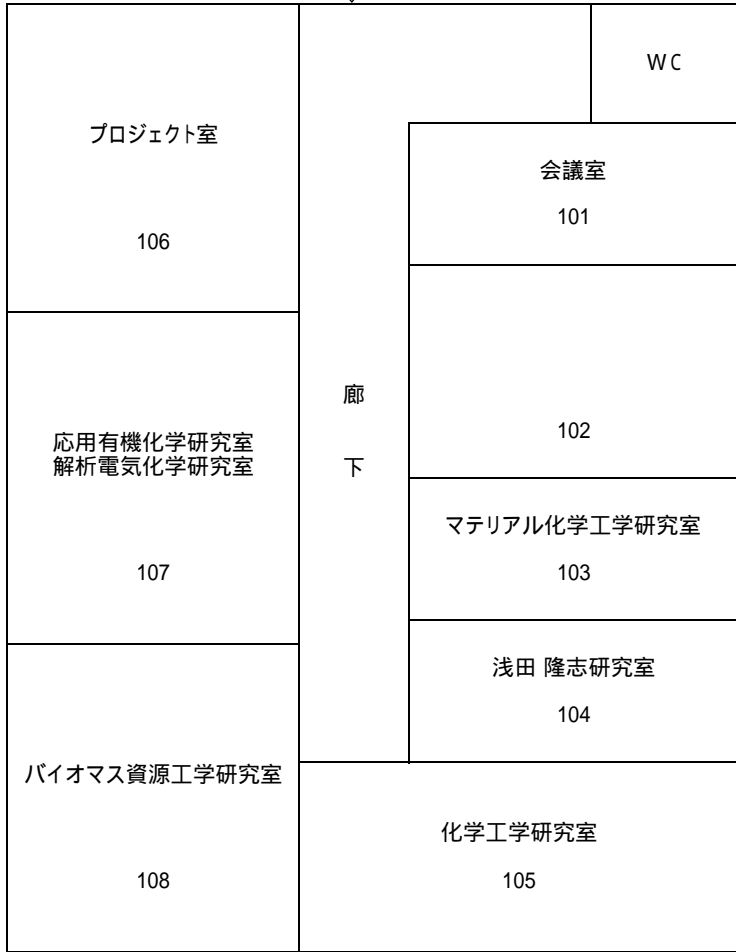 プロジェクト室
106
応用有機化学研究室
解析電気化学研究室
107
バイオマス資源工学研究室
108
廊
下
WC
会議室
101
102
マテリアル化学工学研究室
103
浅田 隆志研究室
104
化学工学研究室
105